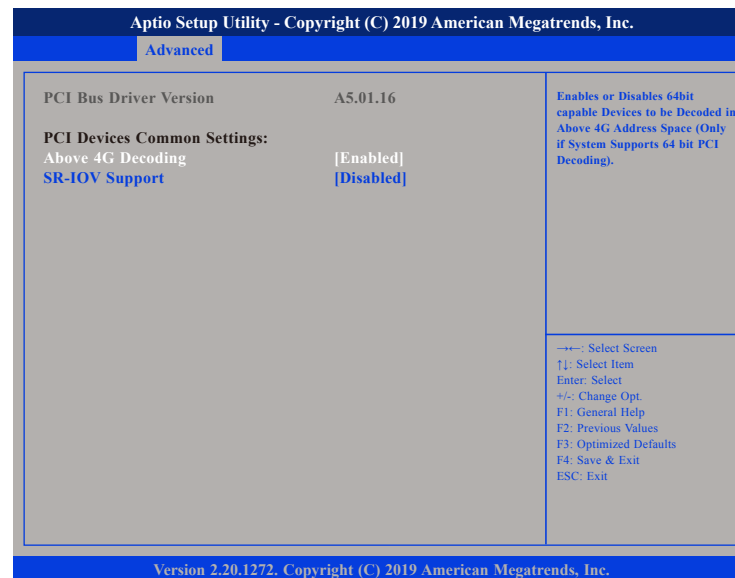 Aptio Setup Utility - Copyright (C) 2019 American Megatrends, Inc.
Advanced
PCI Bus Driver Version A5.01.16
PCI Devices Common Settings:
Above 4G Decoding [Enabled]
SR-IOV Support [Disabled]
Enables or Disables 64bit
capable Devices to be Decoded in
Above 4G Address Space (Only
if System Supports 64 bit PCI
Decoding).
→←: Select Screen
↑↓: Select Item
Enter: Select
+/-: Change Opt.
F1: General Help
F2: Previous Values
F3: Optimized Defaults
F4: Save & Exit
ESC: Exit
Version 2.20.1272. Copyright (C) 2019 American Megatrends, Inc.